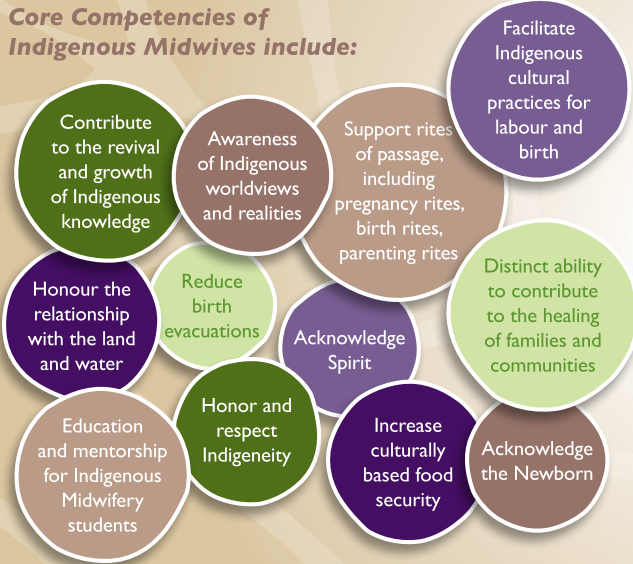 Core Competencies of
Indigenous Midwives include:
Facilitate
Indigenous
cultural
practices for
labour and
birth
Contribute
to the revival
and growth
of Indigenous
knowledge
Awareness
of Indigenous
worldviews
and realities
Support rites
of passage,
including
pregnancy rites,
birth rites,
parenting rites
Honour the
relationship
with the land
and water
Reduce
birth
evacuations
Acknowledge
Spirit
Distinct ability
to contribute
to the healing
of families and
communities
Education
and mentorship
for Indigenous
Midwifery
students
Honor and
respect
Indigeneity
Increase
culturally
based food
security
Acknowledge
the Newborn